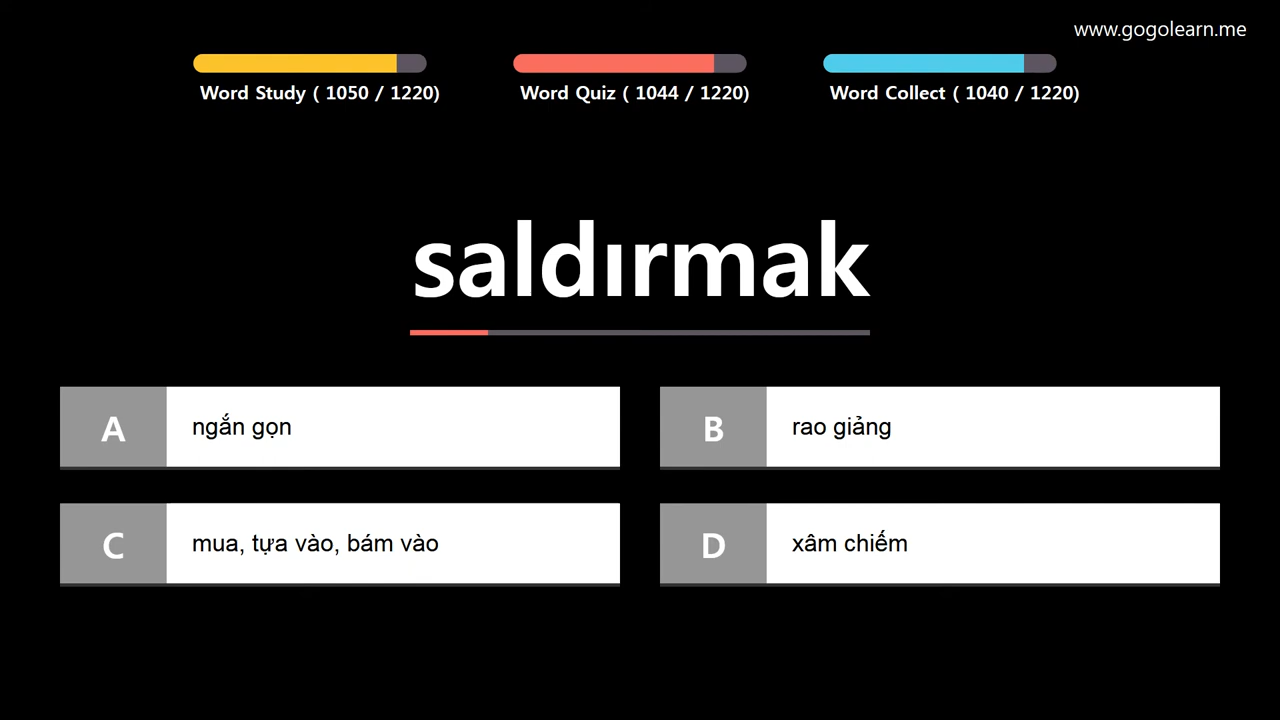 www.gogolearn.me
Word Study ( 1050 / 1220)
Word Quiz ( 1044 / 1220)
Word Collect ( 1040 / 1220)
saldırmak
A
ngắn gọn
B
rao giảng
C
mua, tựa vào, bám vào
D
xâm chiếm